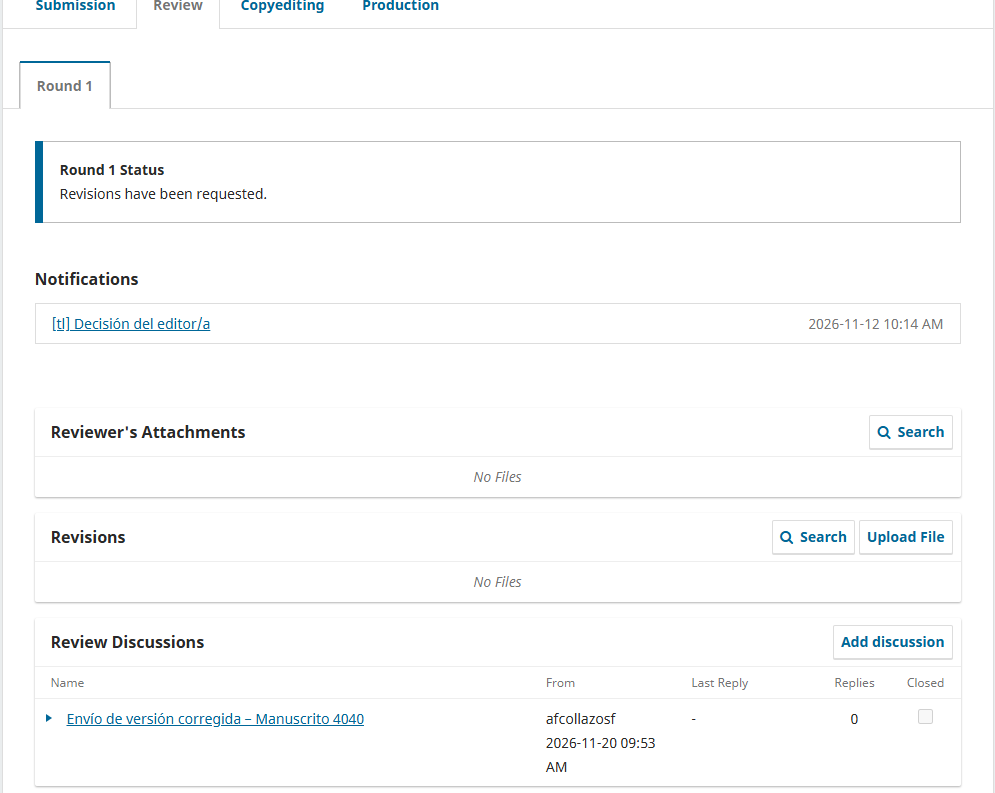 Submission Review Copyediting Production
Round 1
Round 1 Status
Revisions have been requested.
Notifications
[tl] Decisión del editor/a 2026-11-12 10:14 AM
Reviewer's Attachments Search
No Files
Revisions Search Upload File
No Files
Review Discussions Add discussion
Name From Last Reply Replies Closed
Envío de versión corregida – Manuscrito 4040 afcollazosf - 0
2026-11-20 09:53
AM